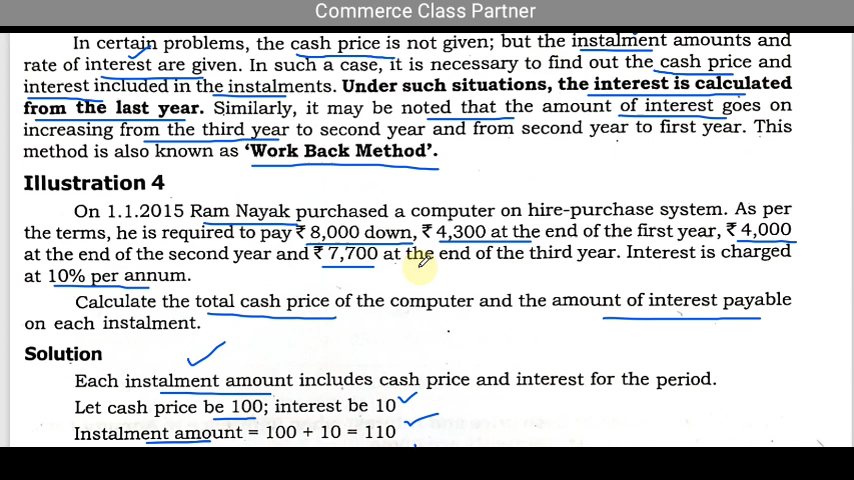 Commerce Class Partner
In certain problems, the cash price is not given; but the instalment amounts and
rate of interest are given. In such a case, it is necessary to find out the cash price and
interest included in the instalments. Under such situations, the interest is calculated
from the last year. Similarly, it may be noted that the amount of interest goes on
increasing from the third year to second year and from second year to first year. This
method is also known as ‘Work Back Method’.
Illustration 4
On 1.1.2015 Ram Nayak purchased a computer on hire-purchase system. As per
the terms, he is required to pay ₹ 8,000 down, ₹ 4,300 at the end of the first year, ₹ 4,000
at the end of the second year and ₹ 7,700 at the end of the third year. Interest is charged
at 10% per annum.
Calculate the total cash price of the computer and the amount of interest payable
on each instalment.
Solution
Each instalment amount includes cash price and interest for the period.
Let cash price be 100; interest be 10
Instalment amount = 100 + 10 = 110